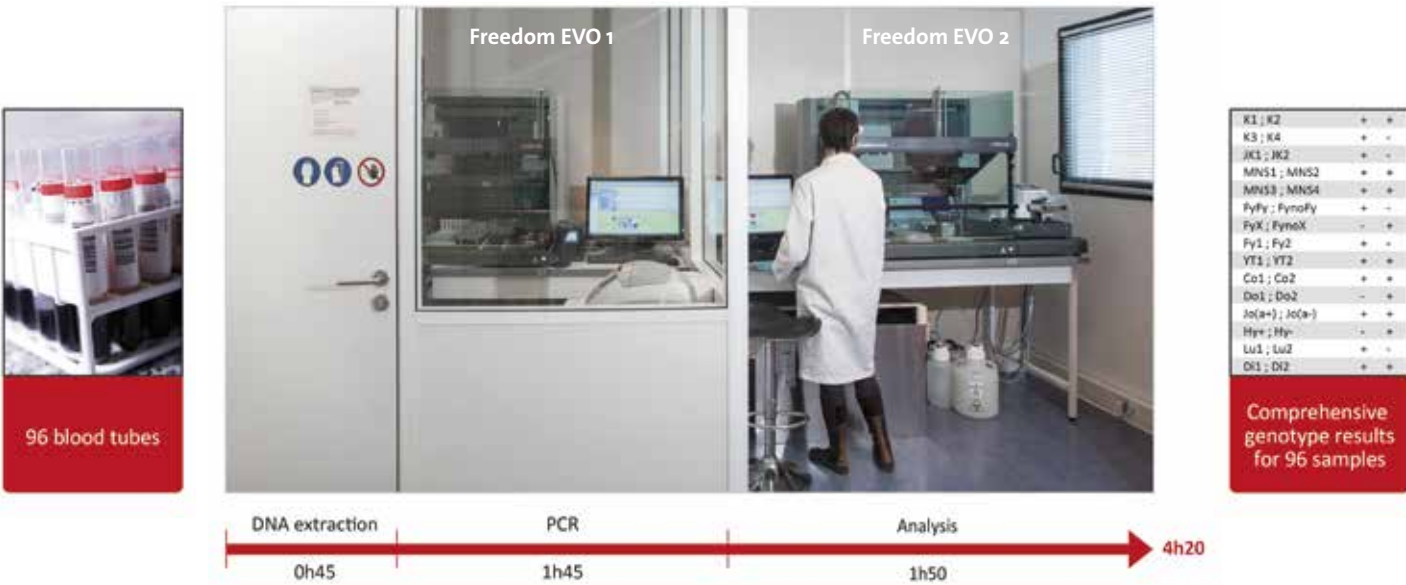 Freedom EVO 1
Freedom EVO 2
96 blood tubes
K1 ; K2 + +
K3 ; K4 + -
JK1 ; JK2 + -
MNS1 ; MNS2 + +
MNS3 ; MNS4 + +
FyFy ; FynoFy + -
FyX ; FynoX - +
Fy1 ; Fy2 + -
YT1 ; YT2 + +
Co1 ; Co2 + +
Do1 ; Do2 - +
Jo(a+) ; Jo(a-) + +
Hy+ ; Hy- - +
Lu1 ; Lu2 + -
Di1 ; Di2 + +
Comprehensive
genotype results
for 96 samples
DNA extraction PCR Analysis
4h20
0h45 1h45 1h50